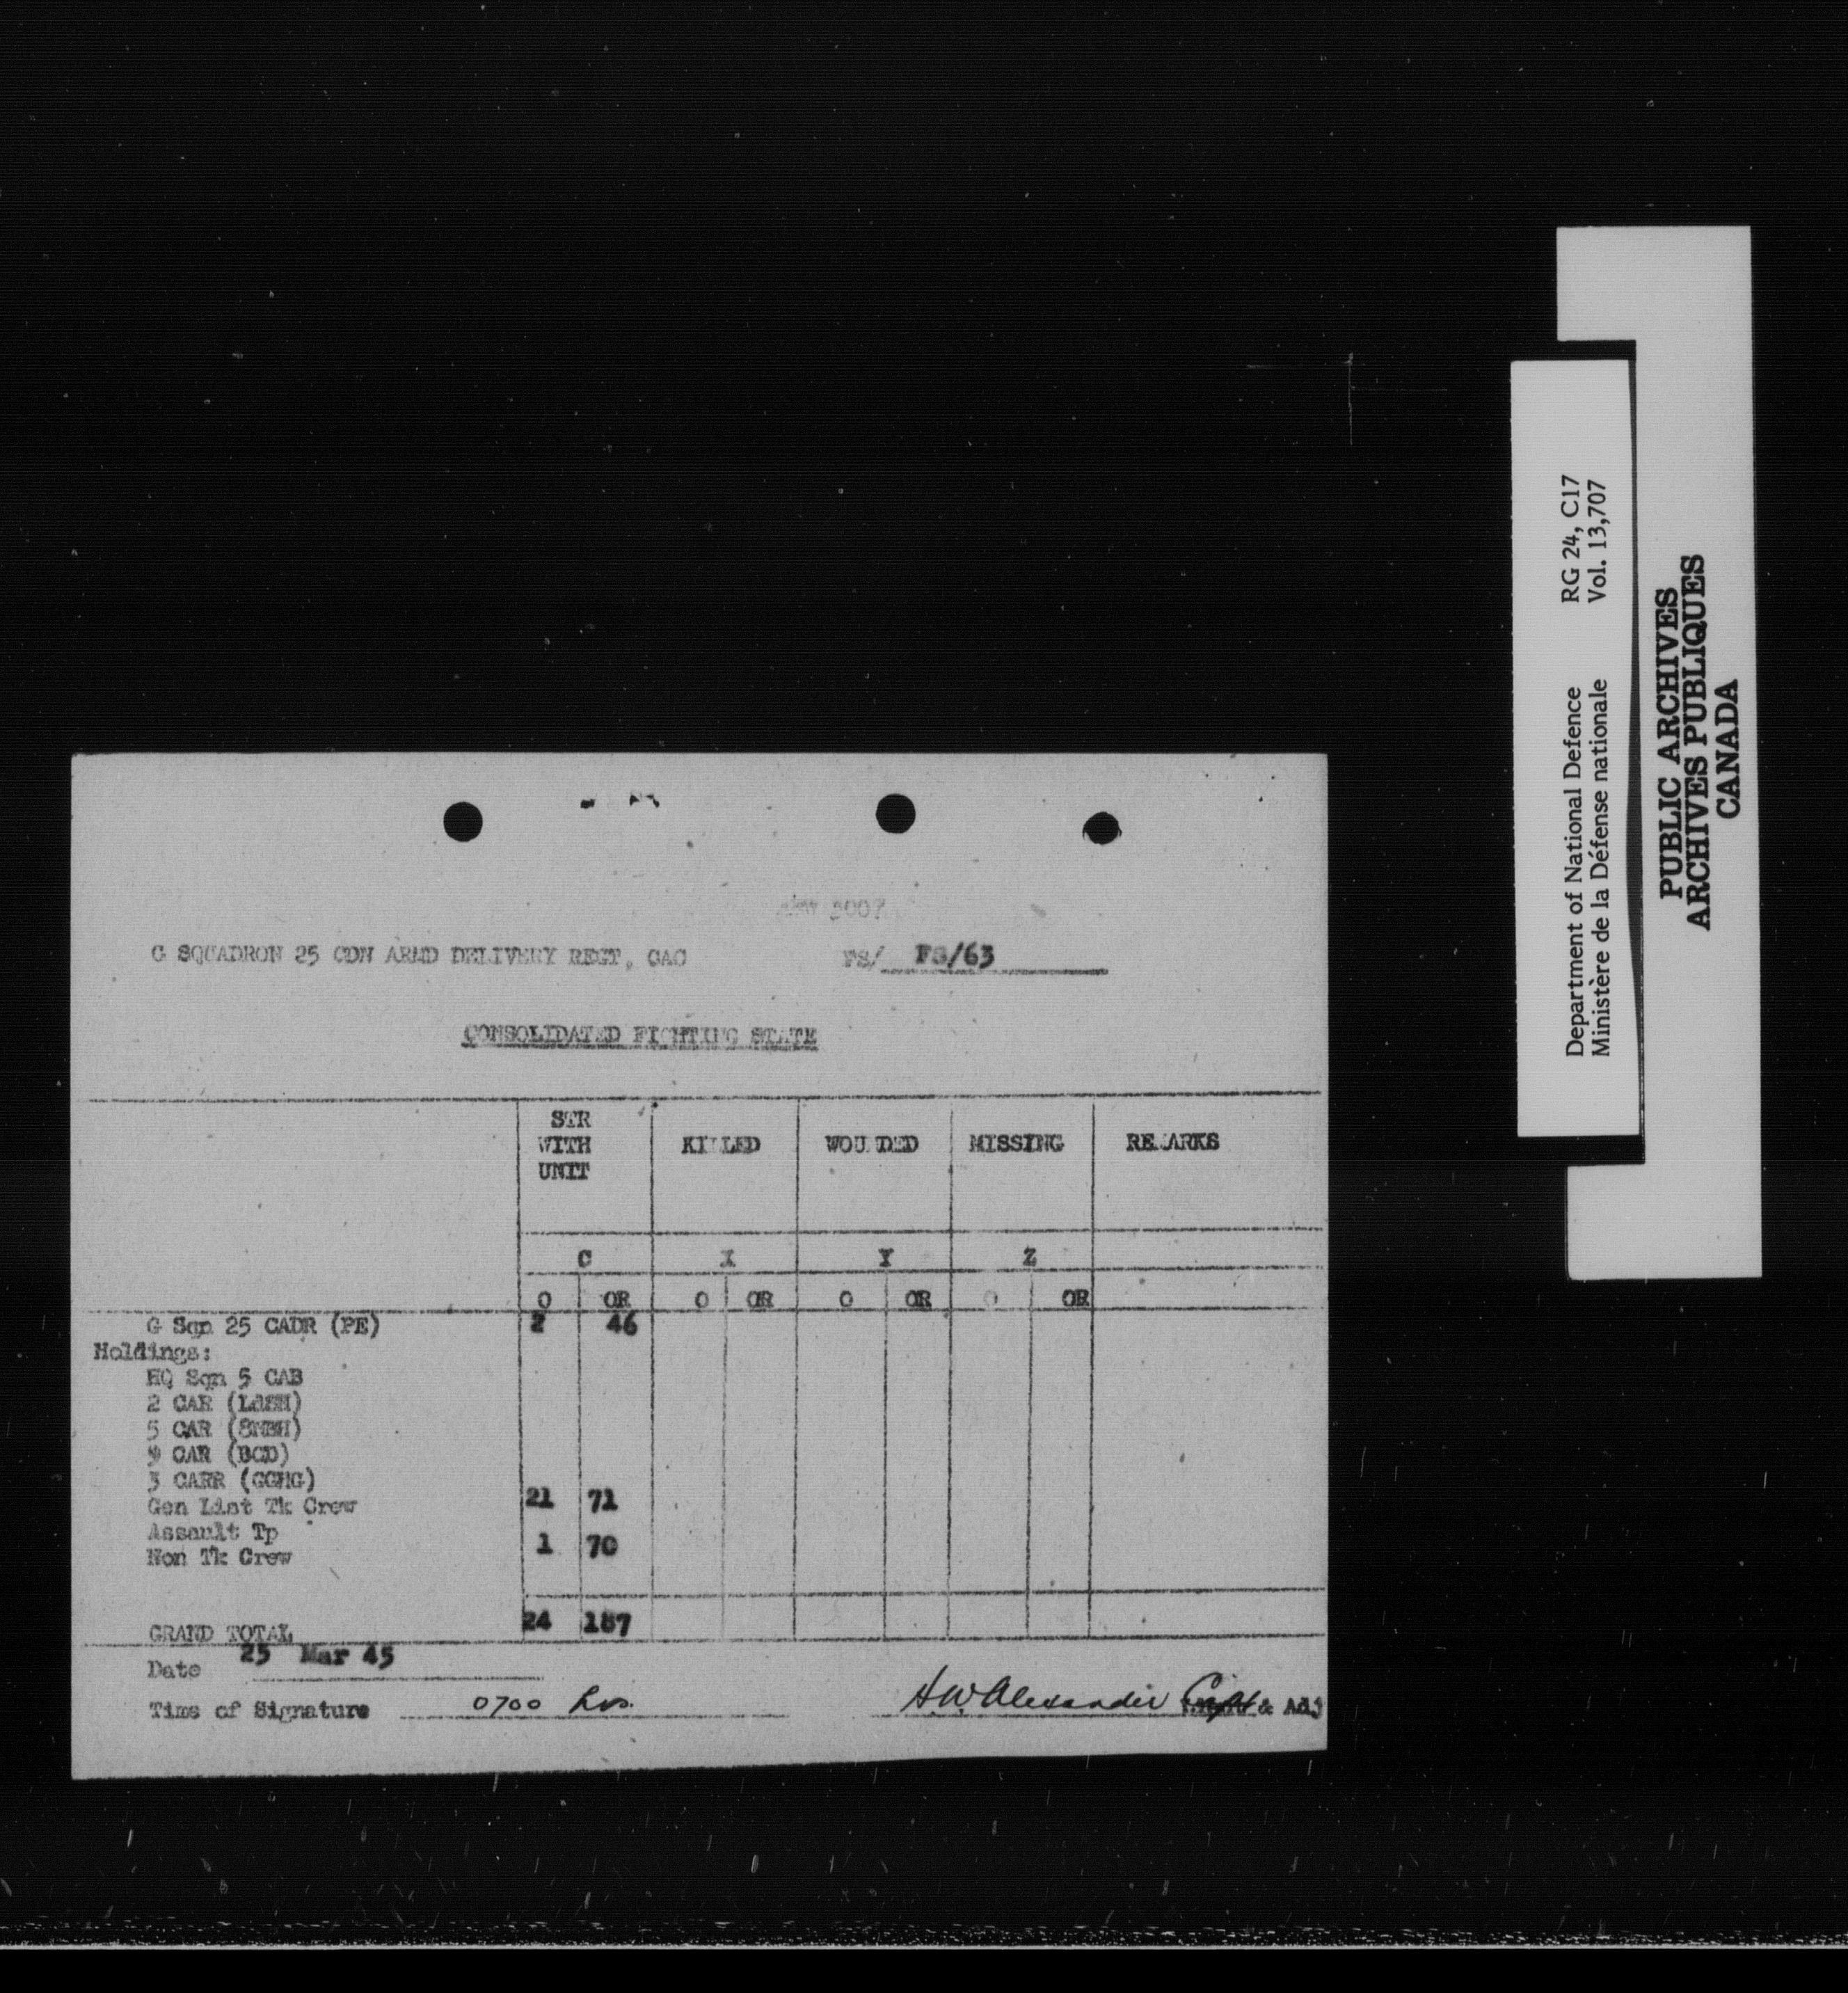 G SQUADRON 25 CDN ARMD DELIVERY REGT, CAC FS/ FS/63
CONSOLIDATED FIGHTING STATE
STR WITH UNIT KILLED WOUNDED MISSING REMARKS
C X Y Z
O OR O OR O OR O OR
G Sqn 25 CADR (PE) 2 46
Holdings:
HQ Sqn 5 CAB
2 CAR (LdSH)
5 CAR (8NBH)
9 CAR (BCD)
3 CARR (GGHG)
Gen List Tk Crew 21 71
Assault Tp
Non Tk Crew 1 70
GRAND TOTAL 24 187
Date 25 Mar 45
Time of Signature 0700 hrs. HW Alexander Capt & Adj
Department of National Defence RG 24, C17
Ministère de la Défense nationale Vol. 13,707
PUBLIC ARCHIVES
ARCHIVES PUBLIQUES
CANADA